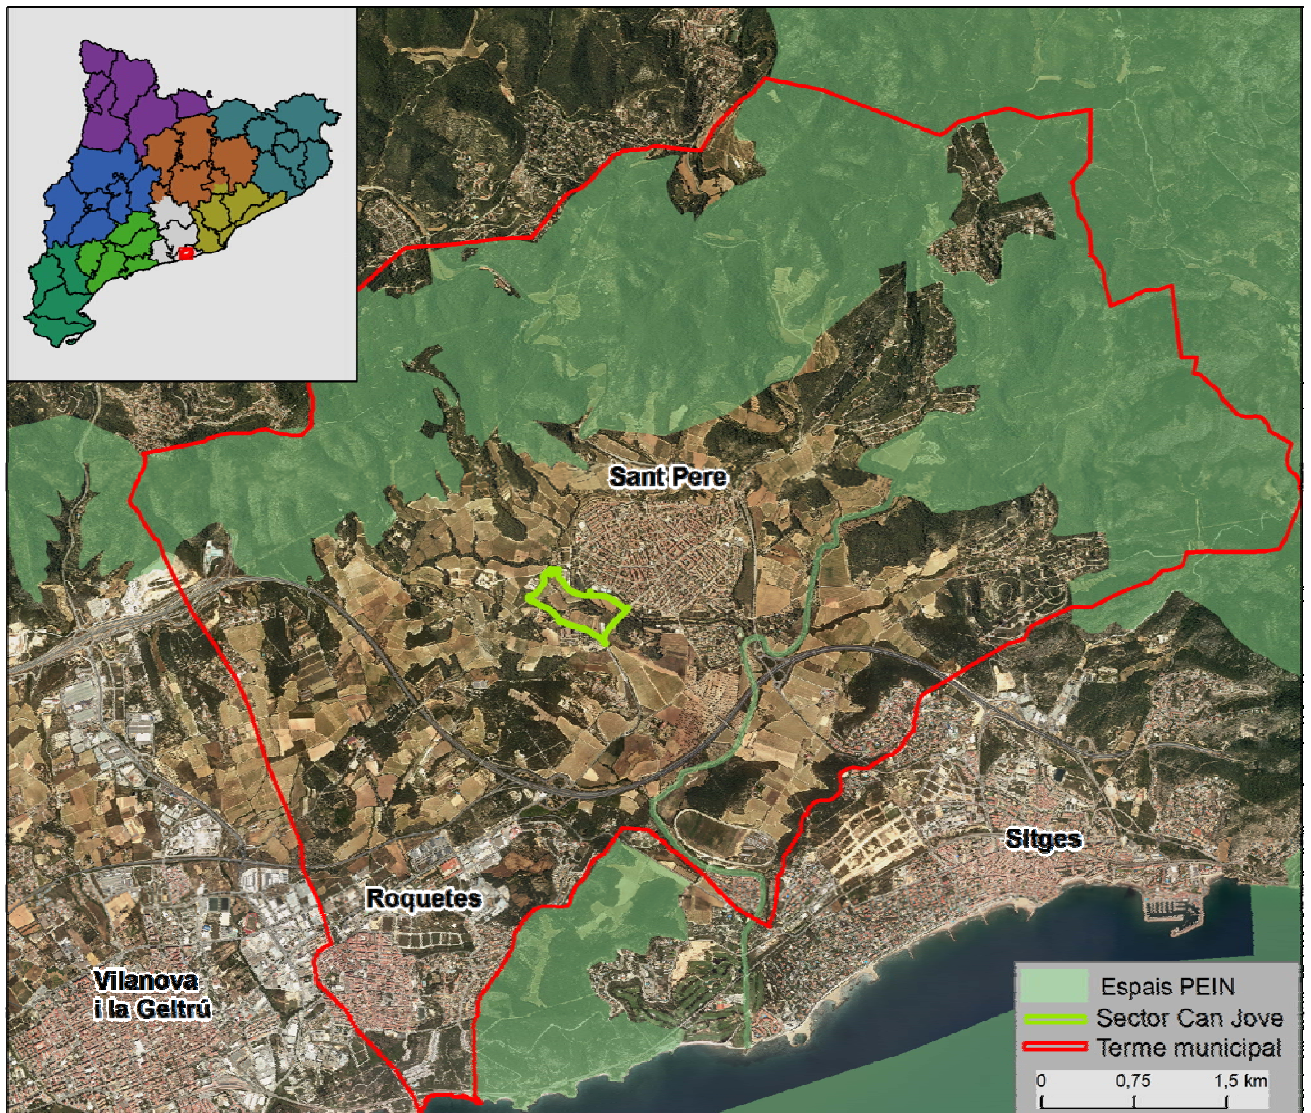 Sant Pere
Sitges
Roquetes
Vilanova
i la Geltrú
Espais PEIN
Sector Can Jove
Terme municipal
0 0,75 1,5 km